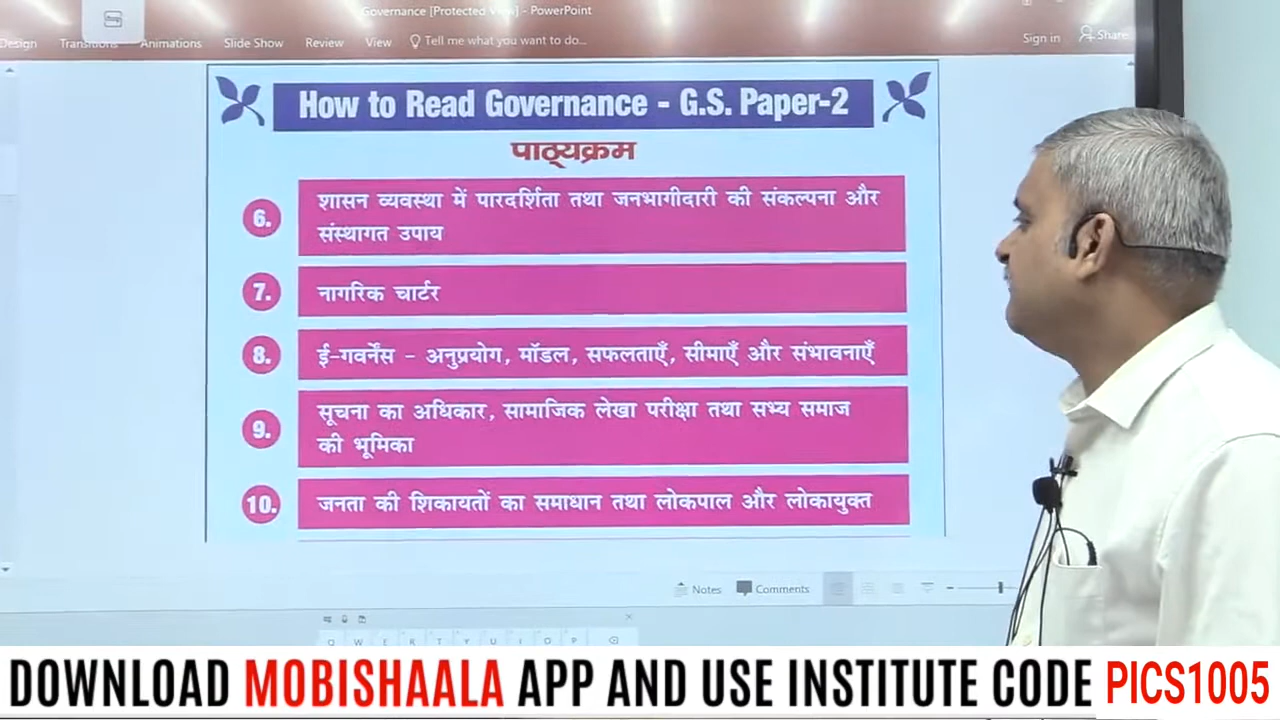 Governance [Protected View] - PowerPoint
Design Transitions Animations Slide Show Review View Tell me what you want to do...
Sign in Share
How to Read Governance - G.S. Paper-2
पाठ्यक्रम
6. शासन व्यवस्था में पारदर्शिता तथा जनभागीदारी की संकल्पना और
संस्थागत उपाय
7. नागरिक चार्टर
8. ई-गवर्नेंस - अनुप्रयोग, मॉडल, सफलताएँ, सीमाएँ और संभावनाएँ
9. सूचना का अधिकार, सामाजिक लेखा परीक्षा तथा सभ्य समाज
की भूमिका
10. जनता की शिकायतों का समाधान तथा लोकपाल और लोकायुक्त
Notes Comments
Q W E R T Y U I O P
DOWNLOAD MOBISHAALA APP AND USE INSTITUTE CODE PICS1005